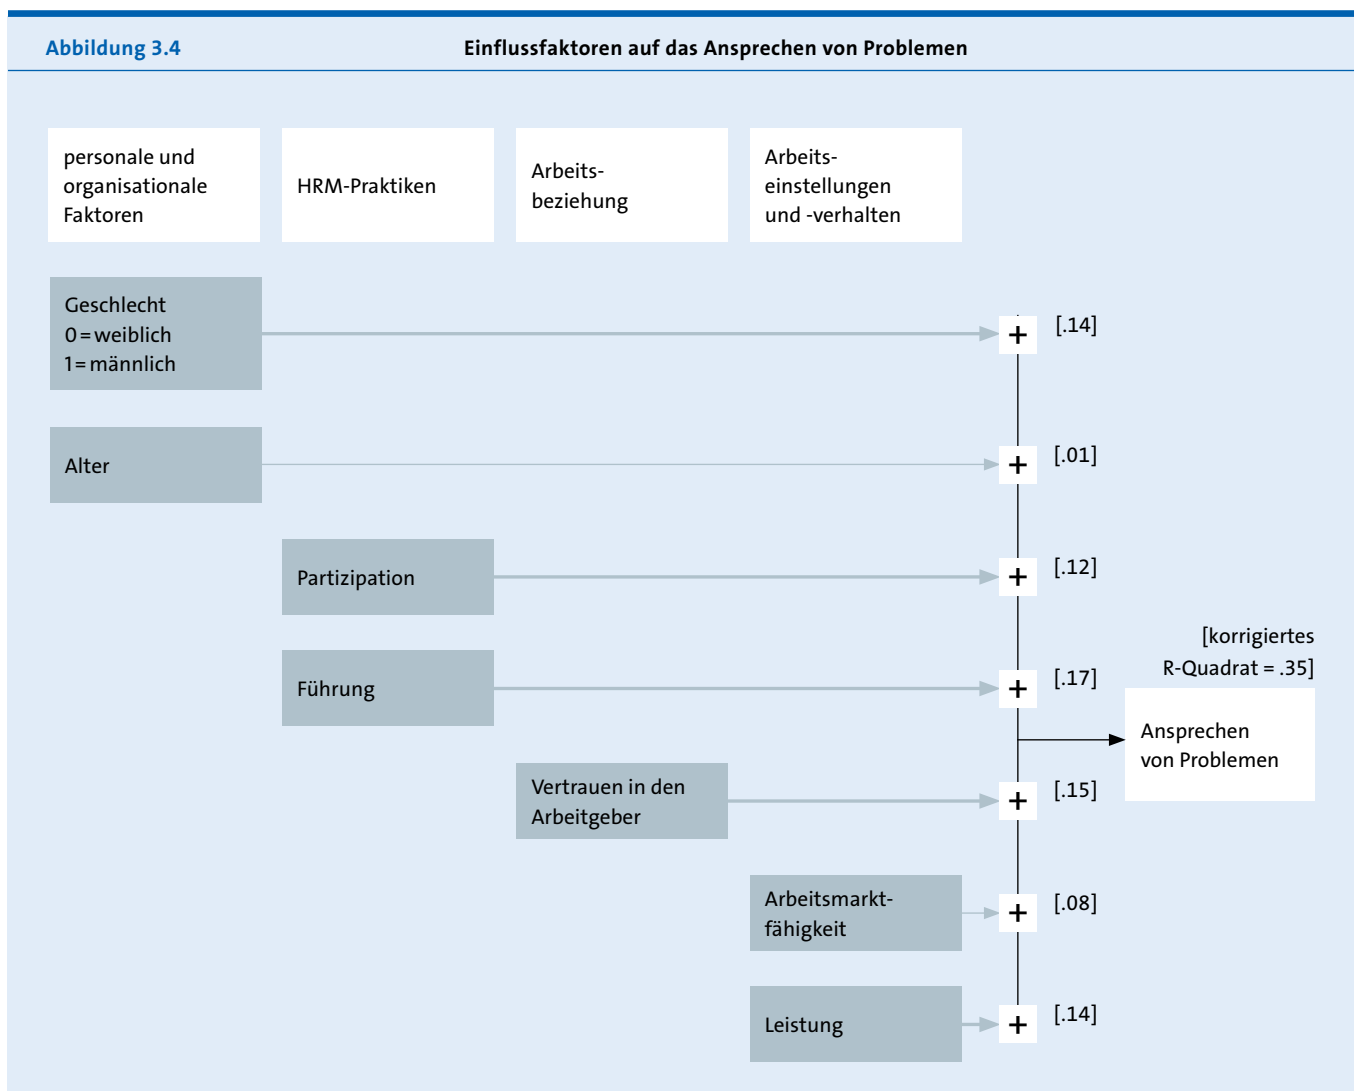 Abbildung 3.4
Einflussfaktoren auf das Ansprechen von Problemen
personale und
organisationale
Faktoren
HRM-Praktiken
Arbeits-
beziehung
Arbeits-
einstellungen
und -verhalten
Geschlecht
0=weiblich
1=männlich
+
[.14]
Alter
+
[.01]
Partizipation
+
[.12]
Führung
+
[.17]
[korrigiertes
R-Quadrat = .35]
Ansprechen
von Problemen
Vertrauen in den
Arbeitgeber
+
[.15]
Arbeitsmarkt-
fähigkeit
+
[.08]
Leistung
+
[.14]